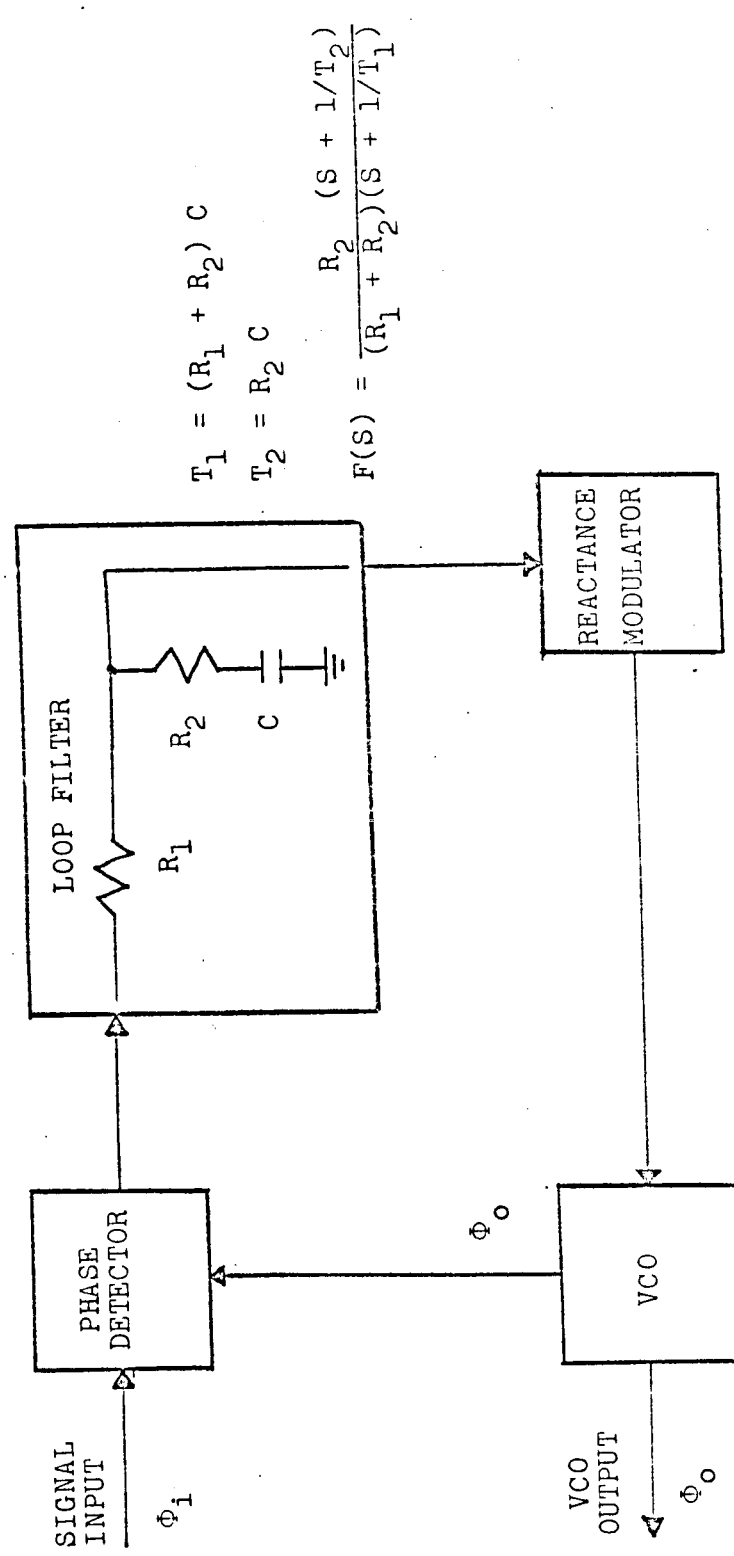 SIGNAL
INPUT
Φi
PHASE
DETECTOR
LOOP FILTER
R1
R2
C
T1 = (R1 + R2) C
T2 = R2 C
F(S) = R2 (S + 1/T2)
(R1 + R2)(S + 1/T1)
REACTANCE
MODULATOR
Φo
VCO
VCO
OUTPUT
Φo